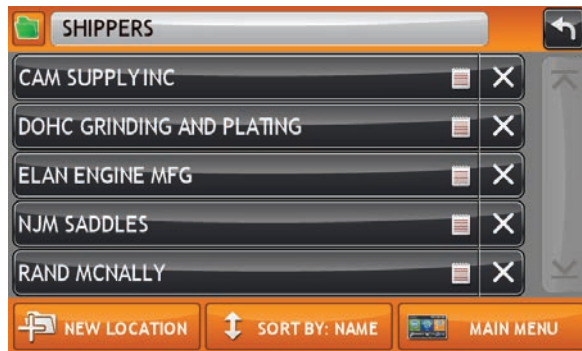 SHIPPERS
CAM SUPPLY INC
DOHC GRINDING AND PLATING
ELAN ENGINE MFG
NJM SADDLES
RAND MCNALLY
NEW LOCATION SORT BY: NAME MAIN MENU